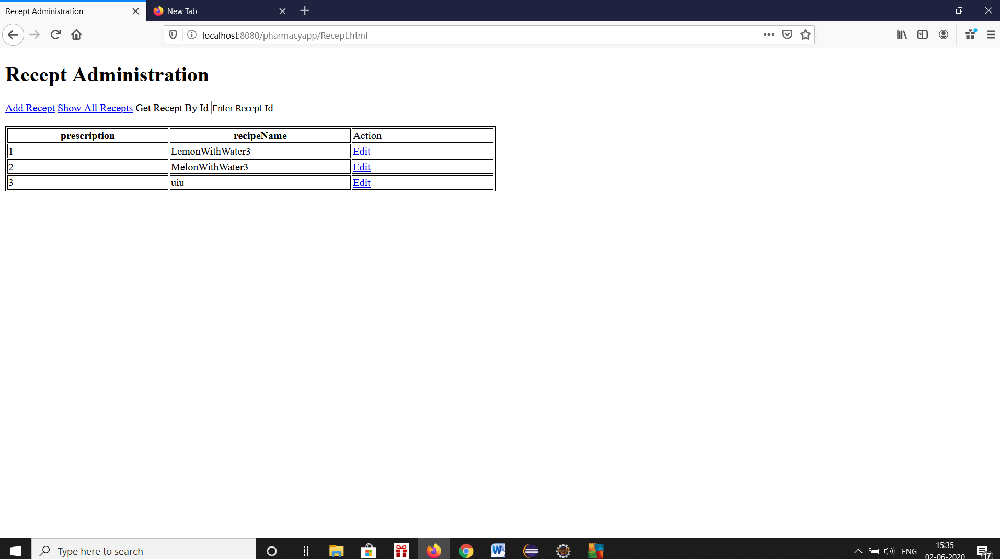 Recept Administration
New Tab
localhost:8080/pharmacyapp/Recept.html
Recept Administration
Add Recept Show All Recepts Get Recept By Id Enter Recept Id
prescription recipeName Action
1 LemonWithWater3 Edit
2 MelonWithWater3 Edit
3 uiu Edit
Type here to search
ENG
15:35
02-06-2020
17